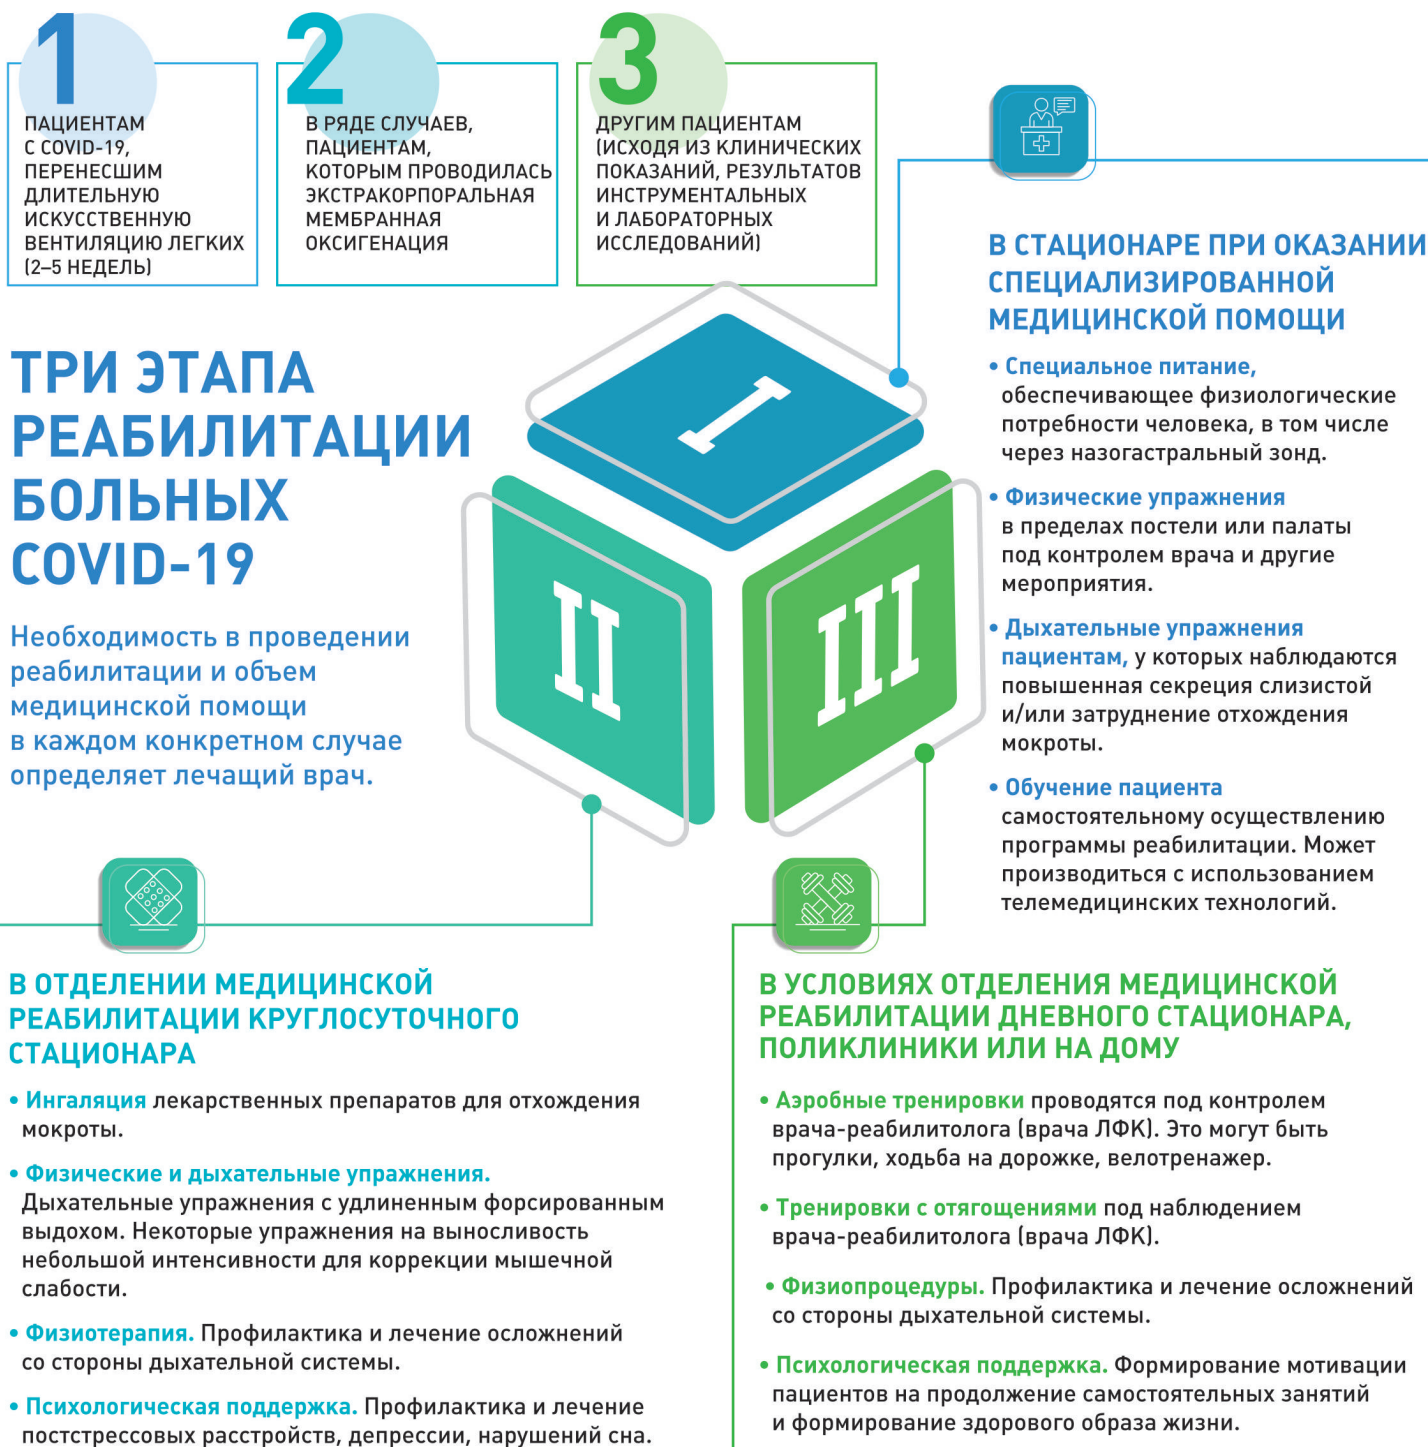 1
ПАЦИЕНТАМ
С COVID-19,
ПЕРЕНЕСШИМ
ДЛИТЕЛЬНУЮ
ИСКУССТВЕННУЮ
ВЕНТИЛЯЦИЮ ЛЕГКИХ
(2–5 НЕДЕЛЬ)
2
В РЯДЕ СЛУЧАЕВ,
ПАЦИЕНТАМ,
КОТОРЫМ ПРОВОДИЛАСЬ
ЭКСТРАКОРПОРАЛЬНАЯ
МЕМБРАННАЯ
ОКСИГЕНАЦИЯ
3
ДРУГИМ ПАЦИЕНТАМ
(ИСХОДЯ ИЗ КЛИНИЧЕСКИХ
ПОКАЗАНИЙ, РЕЗУЛЬТАТОВ
ИНСТРУМЕНТАЛЬНЫХ
И ЛАБОРАТОРНЫХ
ИССЛЕДОВАНИЙ)
ТРИ ЭТАПА
РЕАБИЛИТАЦИИ
БОЛЬНЫХ
COVID-19
Необходимость в проведении
реабилитации и объем
медицинской помощи
в каждом конкретном случае
определяет лечащий врач.
I
II
III
В СТАЦИОНАРЕ ПРИ ОКАЗАНИИ
СПЕЦИАЛИЗИРОВАННОЙ
МЕДИЦИНСКОЙ ПОМОЩИ
• Специальное питание,
обеспечивающее физиологические
потребности человека, в том числе
через назогастральный зонд.
• Физические упражнения
в пределах постели или палаты
под контролем врача и другие
мероприятия.
• Дыхательные упражнения
пациентам, у которых наблюдаются
повышенная секреция слизистой
и/или затруднение отхождения
мокроты.
• Обучение пациента
самостоятельному осуществлению
программы реабилитации. Может
производиться с использованием
телемедицинских технологий.
В ОТДЕЛЕНИИ МЕДИЦИНСКОЙ
РЕАБИЛИТАЦИИ КРУГЛОСУТОЧНОГО
СТАЦИОНАРА
• Ингаляция лекарственных препаратов для отхождения
мокроты.
• Физические и дыхательные упражнения.
Дыхательные упражнения с удлиненным форсированным
выдохом. Некоторые упражнения на выносливость
небольшой интенсивности для коррекции мышечной
слабости.
• Физиотерапия. Профилактика и лечение осложнений
со стороны дыхательной системы.
• Психологическая поддержка. Профилактика и лечение
постстрессовых расстройств, депрессии, нарушений сна.
В УСЛОВИЯХ ОТДЕЛЕНИЯ МЕДИЦИНСКОЙ
РЕАБИЛИТАЦИИ ДНЕВНОГО СТАЦИОНАРА,
ПОЛИКЛИНИКИ ИЛИ НА ДОМУ
• Аэробные тренировки проводятся под контролем
врача-реабилитолога (врача ЛФК). Это могут быть
прогулки, ходьба на дорожке, велотренажер.
• Тренировки с отягощениями под наблюдением
врача-реабилитолога (врача ЛФК).
• Физиопроцедуры. Профилактика и лечение осложнений
со стороны дыхательной системы.
• Психологическая поддержка. Формирование мотивации
пациентов на продолжение самостоятельных занятий
и формирование здорового образа жизни.